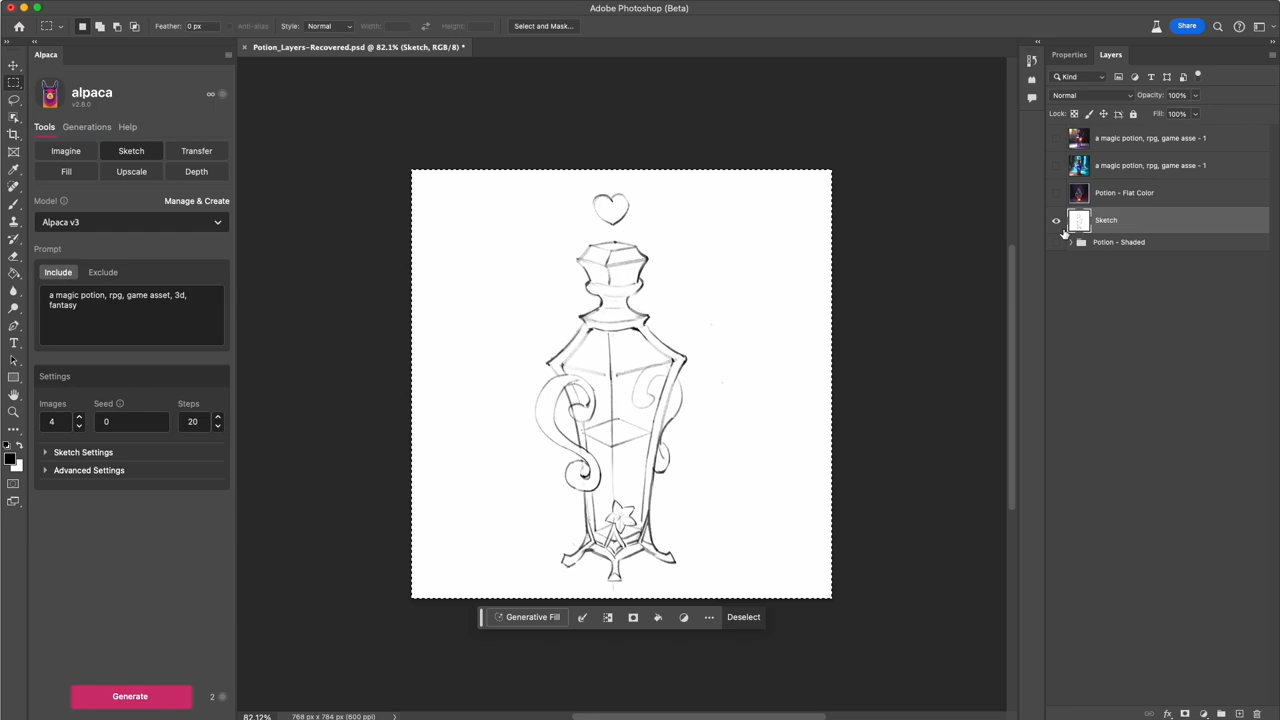 Adobe Photoshop (Beta)
Feather: 0 px Anti-alias Style: Normal Width: Height: Select and Mask... Share
Alpaca
× Potion_Layers-Recovered.psd @ 82.1% (Sketch, RGB/8) *
Properties Layers
alpaca
v2.8.0
∞
Tools Generations Help
Imagine Sketch Transfer
Fill Upscale Depth
Model Manage & Create
Alpaca v3
Prompt
Include Exclude
a magic potion, rpg, game asset, 3d,
fantasy
Settings
Images Seed Steps
4 0 20
Sketch Settings
Advanced Settings
Generate 2
Generative Fill Deselect
82.12% 768 px x 784 px (600 ppi)
Kind
Normal Opacity: 100%
Lock: Fill: 100%
a magic potion, rpg, game asse - 1
a magic potion, rpg, game asse - 1
Potion - Flat Color
Sketch
Potion - Shaded
fx